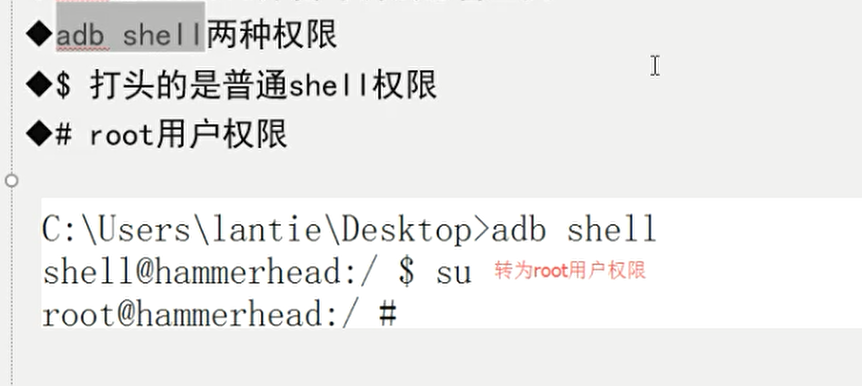 ◆adb shell两种权限
◆$ 打头的是普通shell权限
◆# root用户权限
C:\Users\lantie\Desktop>adb shell
shell@hammerhead:/ $ su 转为root用户权限
root@hammerhead:/ #